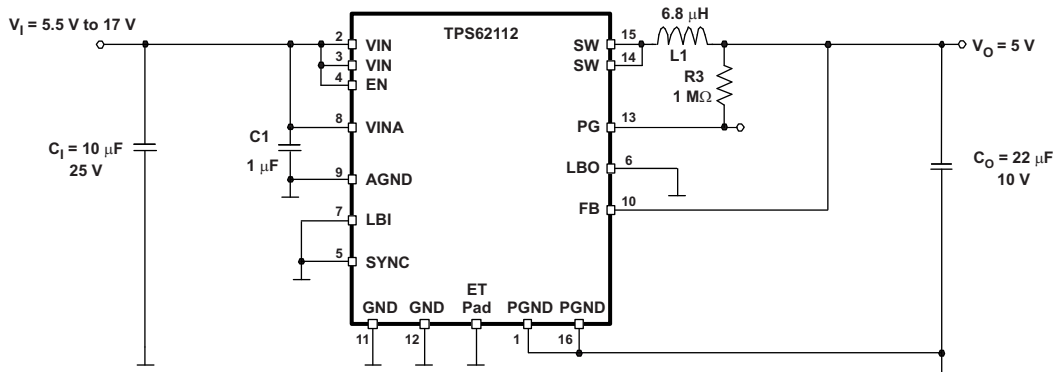 V_I = 5.5 V to 17 V
TPS62112
6.8 μH
L1
V_O = 5 V
2 VIN
3 VIN
4 EN
8 VINA
9 AGND
7 LBI
5 SYNC
SW 15
SW 14
PG 13
LBO 6
FB 10
R3
1 MΩ
C_I = 10 μF
25 V
C1
1 μF
C_O = 22 μF
10 V
GND
GND
ET
Pad
PGND
PGND
11
12
1
16